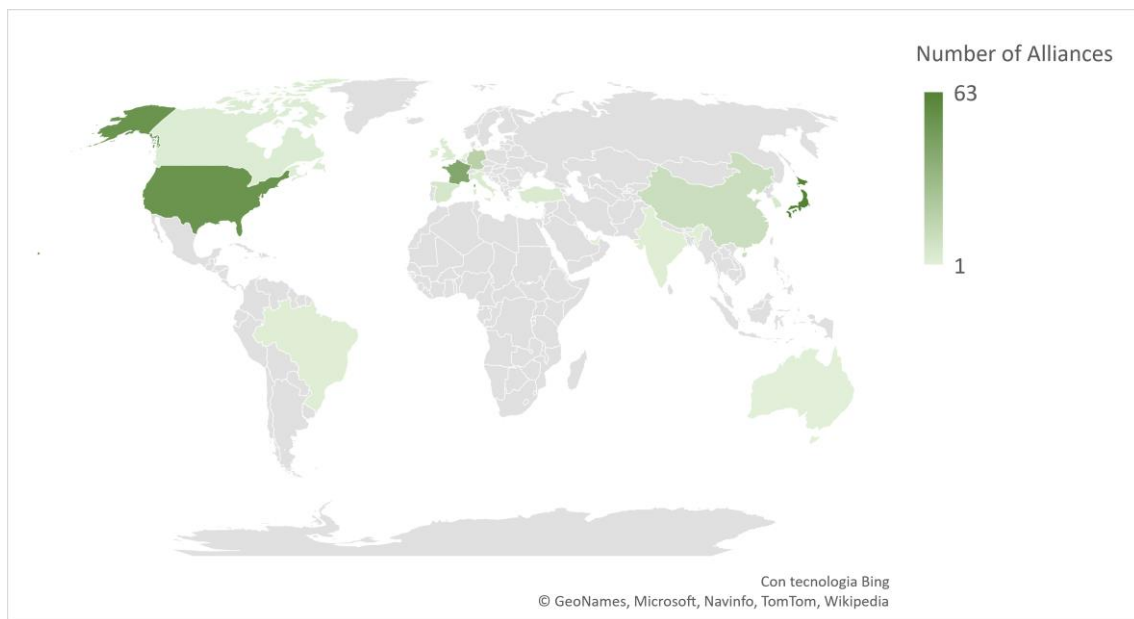 Number of Alliances
63
1
Con tecnologia Bing
© GeoNames, Microsoft, Navinfo, TomTom, Wikipedia